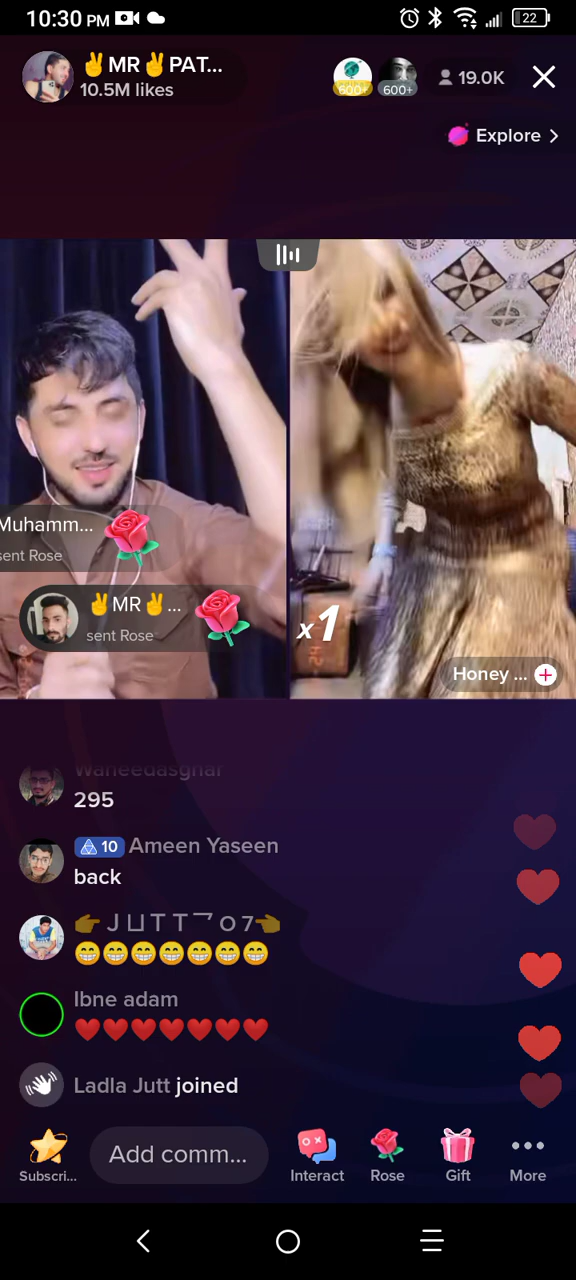 10:30 PM
22
✌MR✌PAT...
10.5M likes
600+
600+
19.0K
Explore >
Muhamm...
sent Rose
✌MR✌...
sent Rose
x1
Honey ...
Waheedasghar
295
10 Ameen Yaseen
back
👉 J ⊔ T T ㄱ O 7👈
😁😁😁😁😁😁😁
Ibne adam
❤️❤️❤️❤️❤️❤️❤️
Ladla Jutt joined
Subscri...
Add comm...
Interact
Rose
Gift
More